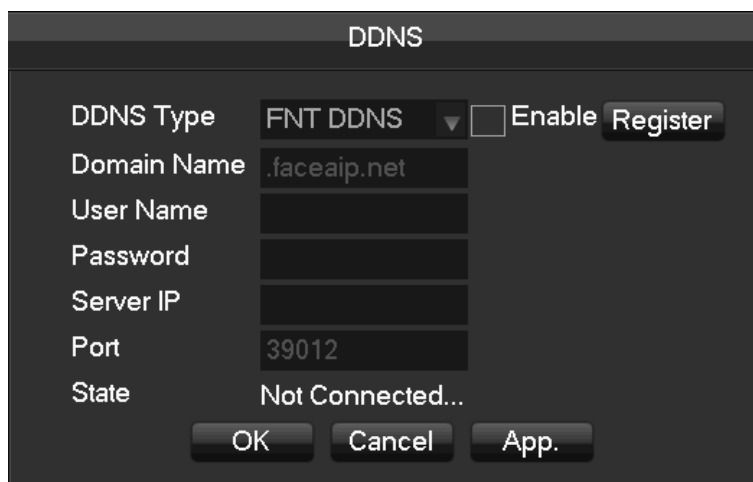 DDNS
DDNS Type FNT DDNS Enable Register
Domain Name .faceaip.net
User Name
Password
Server IP
Port 39012
State Not Connected...
OK Cancel App.